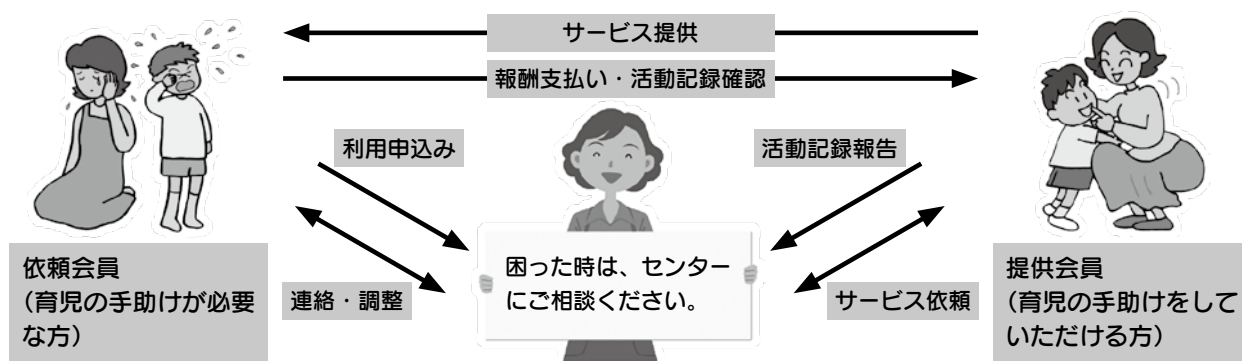 サービス提供
報酬支払い・活動記録確認
利用申込み
活動記録報告
困った時は、センター
にご相談ください。
連絡・調整
サービス依頼
依頼会員
（育児の手助けが必要
な方）
提供会員
（育児の手助けをして
いただける方）